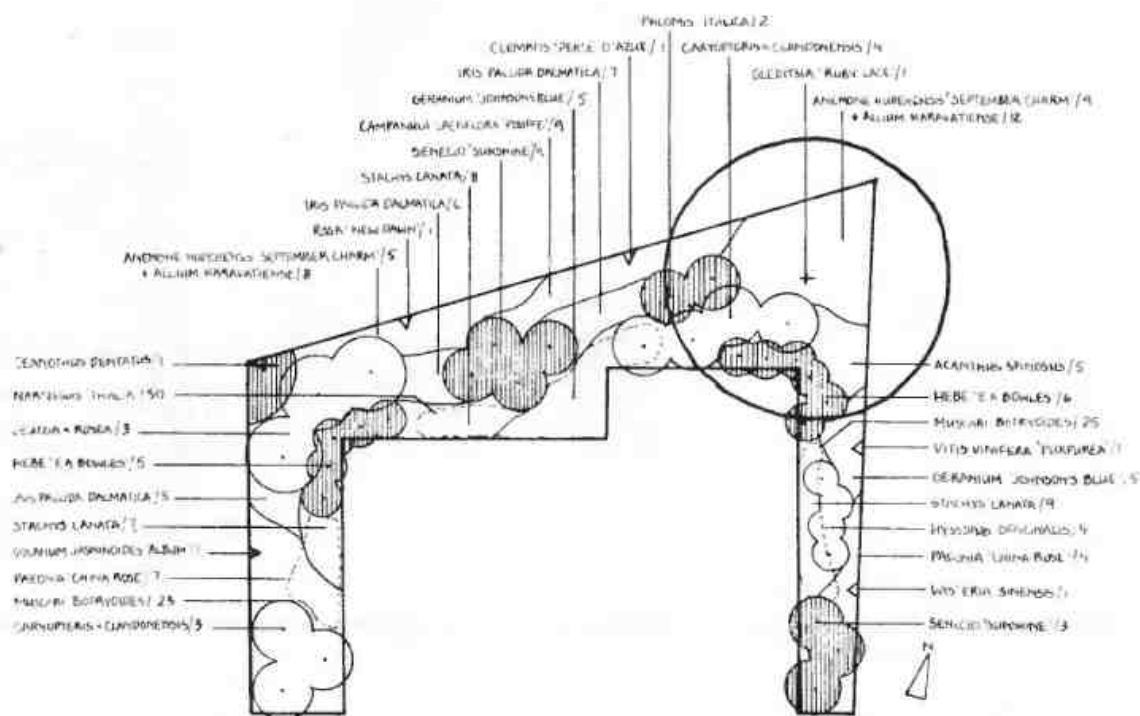 PHLOMIS ITALICA/2
CLEMATIS 'PERLE D'AZUR'/1
CARYOPTERIS × CLANDONENSIS/4
IRIS PALLIDA DALMATICA/7
GLEDITSIA 'RUBY LACE'/1
GERANIUM 'JOHNSON'S BLUE'/5
ANEMONE HUPEHENSIS 'SEPTEMBER CHARM'/9
+ ALLIUM KARAVATIENSE/12
CAMPANULA LACTIFLORA
SENECIO 'SUNSHINE'/4
STACHYS LANATA/8
IRIS PALLIDA DALMATICA/6
ROSA 'NEW DAWN'/1
ANEMONE HUPEHENSIS 'SEPTEMBER CHARM'/5
+ ALLIUM KARAVATIENSE/8
CEANOTHUS DENTATUS/1
NARCISSUS 'THALIA'/50
ROSEA/3
HEBE 'E A BOWLES'/5
IRIS PALLIDA DALMATICA/5
STACHYS LANATA/7
SOLANUM JASMINOIDES ALBUM/1
PAEONIA 'CHINA ROSE'/7
MUSCARI BOTRYOIDES/25
CARYOPTERIS × CLANDONENSIS/3
ACANTHUS SPINOSUS/5
HEBE 'E A BOWLES'/6
MUSCARI BOTRYOIDES/25
VITIS VINIFERA 'PURPUREA'/1
GERANIUM 'JOHNSON'S BLUE'/5
STACHYS LANATA/9
HYSSOPUS OFFICINALIS/4
PAEONIA 'CHINA ROSE'/4
WISTERIA SINENSIS/1
SENECIO 'SUNSHINE'/3
N